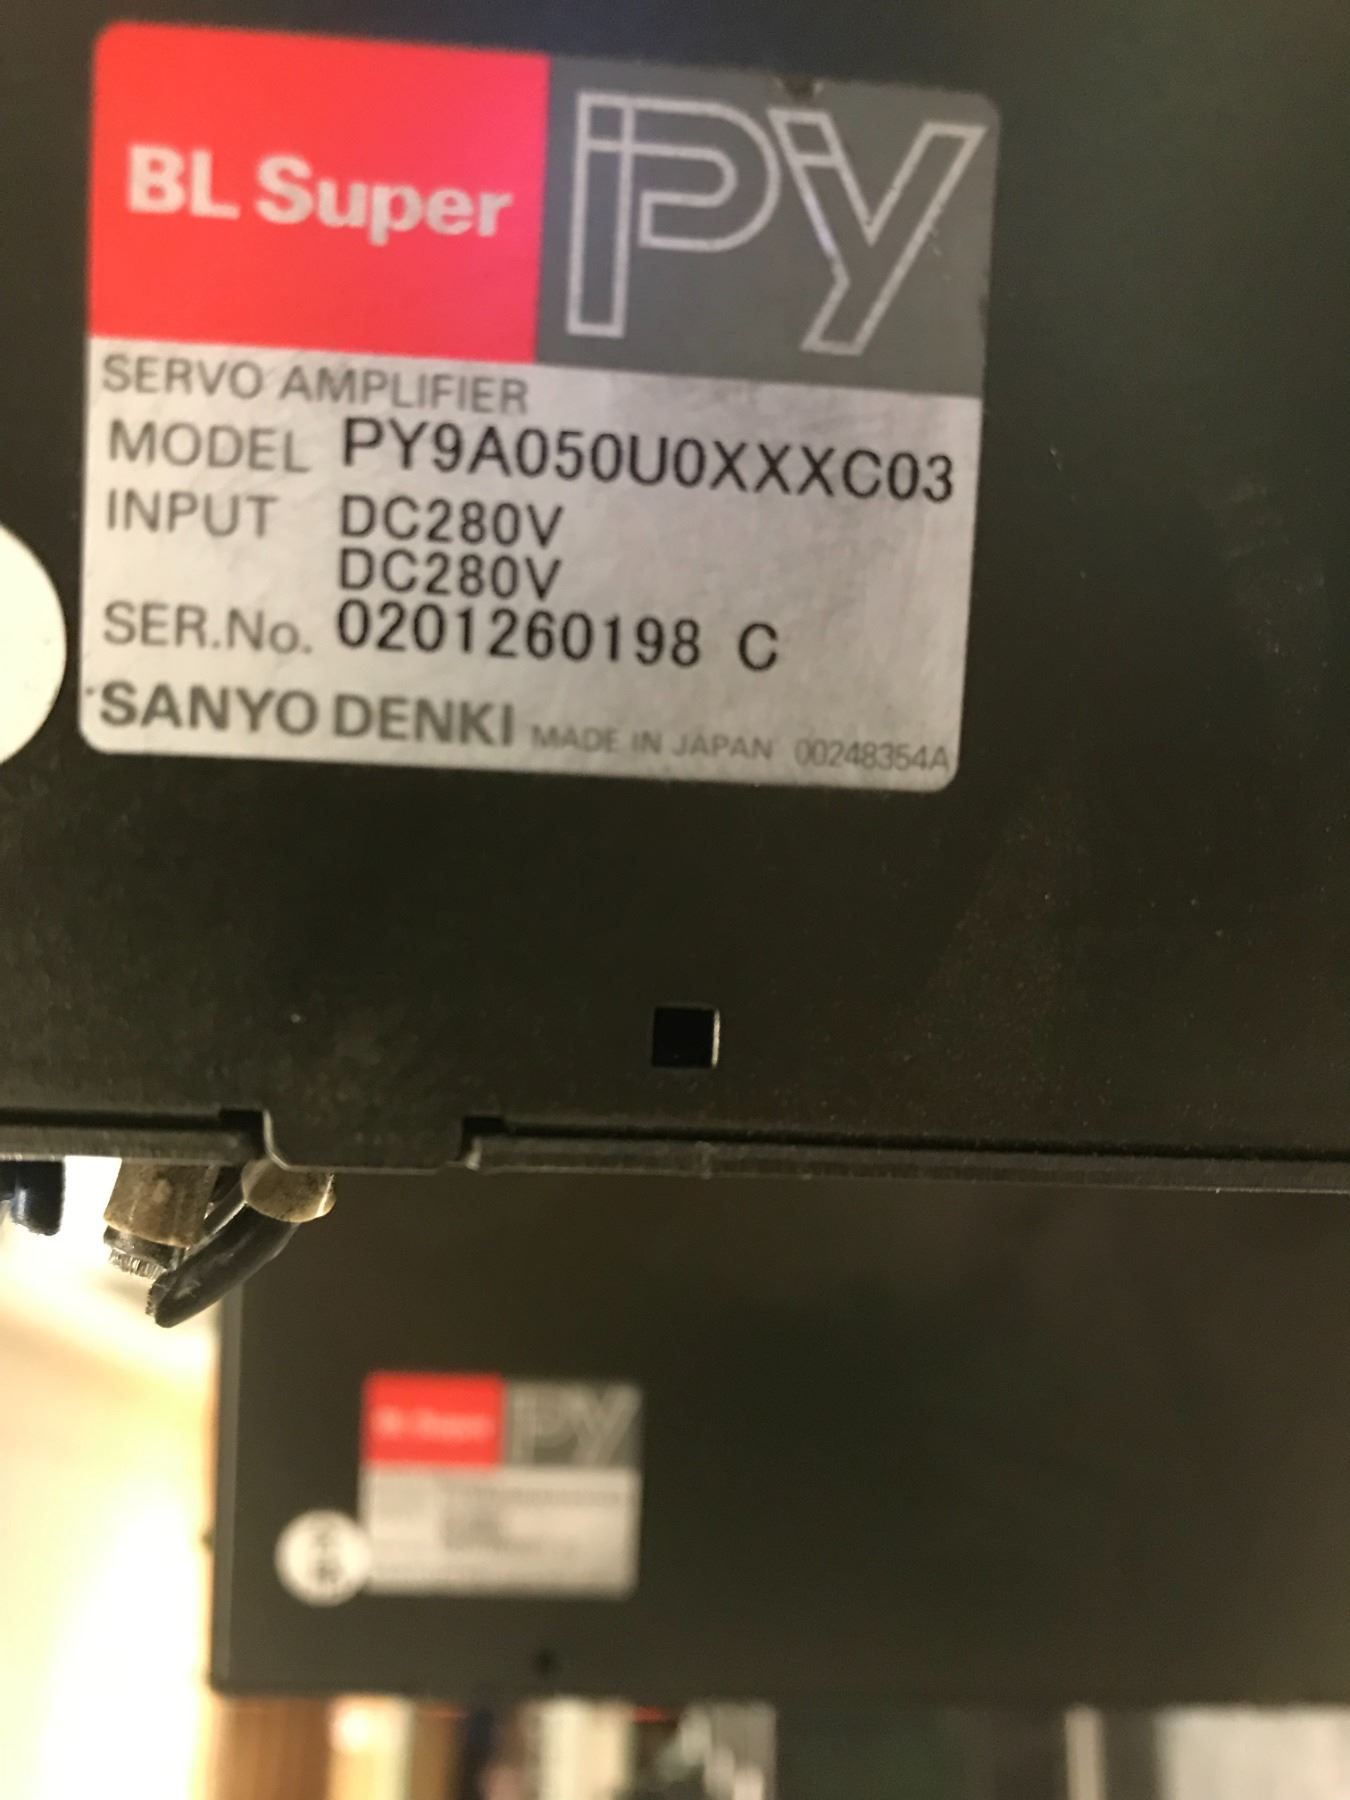 BL Super PY
SERVO AMPLIFIER
MODEL PY9A050U0XXXC03
INPUT DC280V
DC280V
SER.No. 0201260198 C
SANYO DENKI MADE IN JAPAN 00248354A
BL Super PY